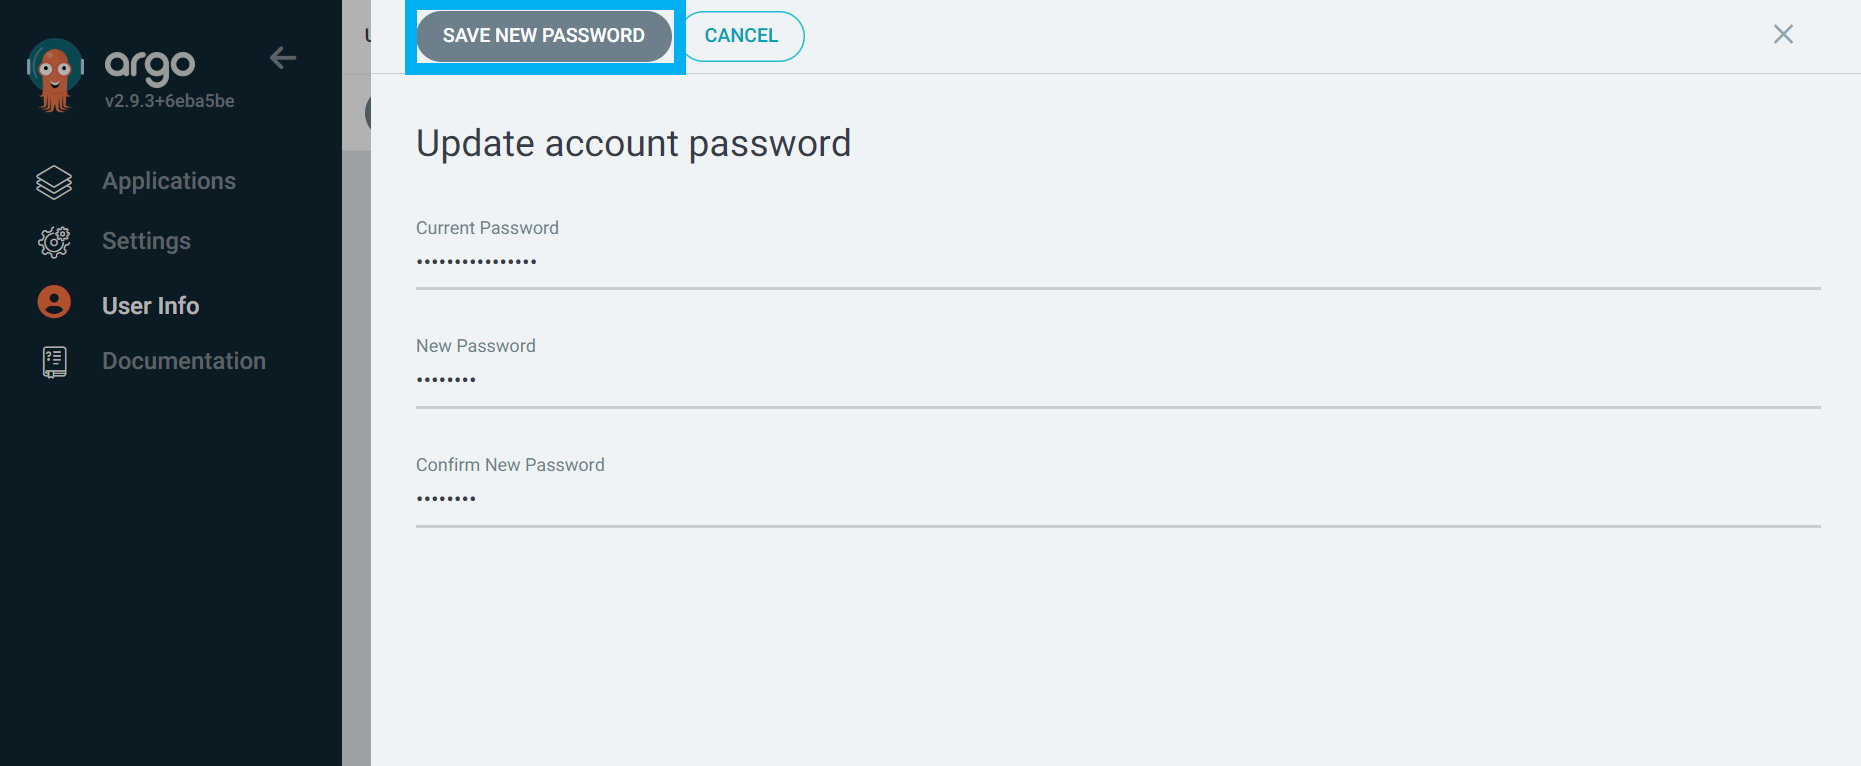 argo
v2.9.3+6eba5be
Applications
Settings
User Info
Documentation
SAVE NEW PASSWORD
CANCEL
Update account password
Current Password
••••••••••••••••
New Password
••••••••
Confirm New Password
••••••••